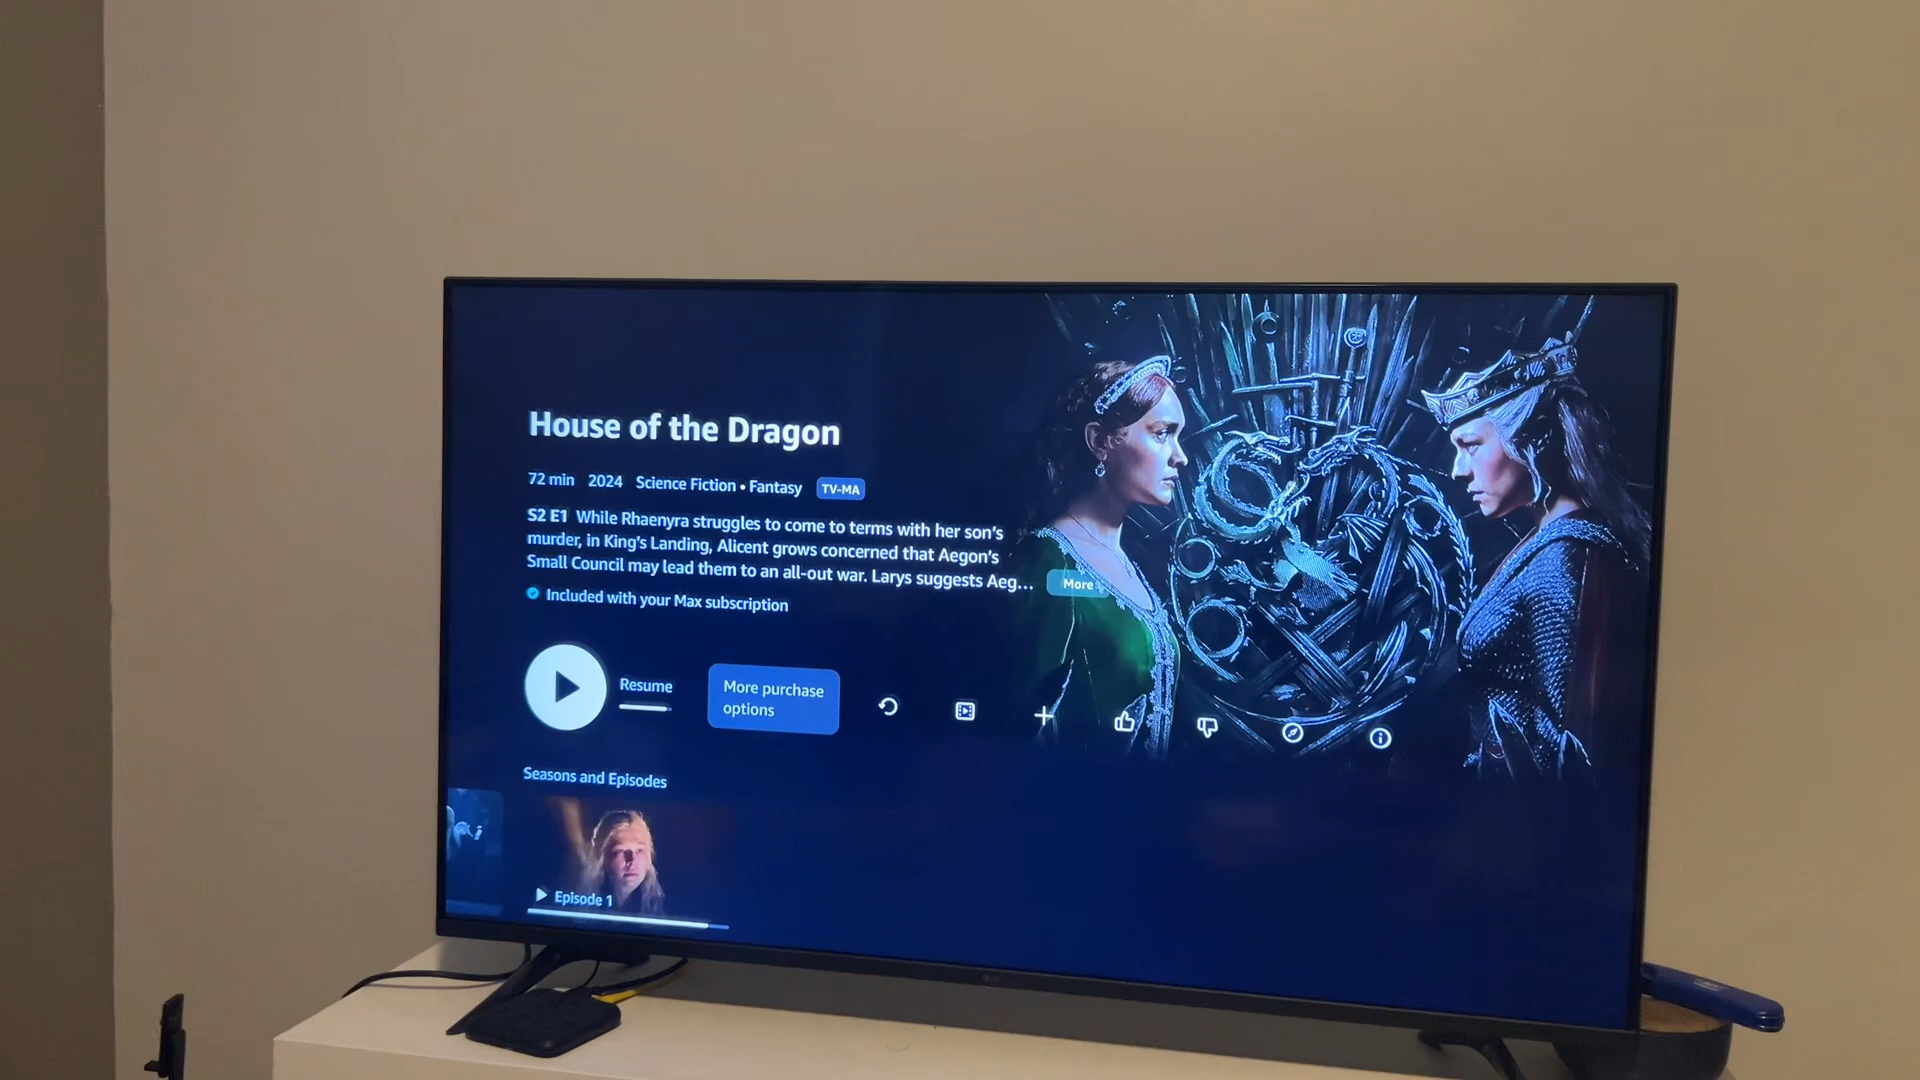 House of the Dragon
72 min 2024 Science Fiction • Fantasy TV-MA
S2 E1 While Rhaenyra struggles to come to terms with her son's
murder, in King's Landing, Alicent grows concerned that Aegon's
Small Council may lead them to an all-out war. Larys suggests Aeg... More
Included with your Max subscription
Resume
More purchase
options
Seasons and Episodes
Episode 1